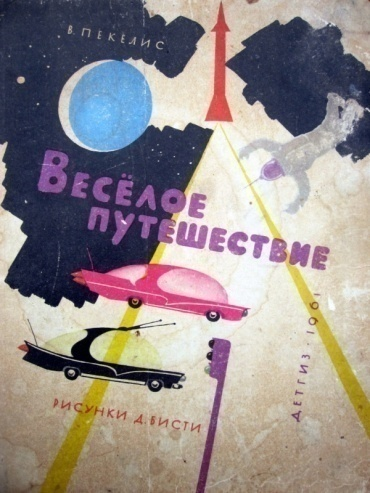 В. ПЕКЕЛИС
ВЕСЁЛОЕ
ПУТЕШЕСТВИЕ
ДЕТГИЗ 1961
РИСУНКИ Д. БИСТИ